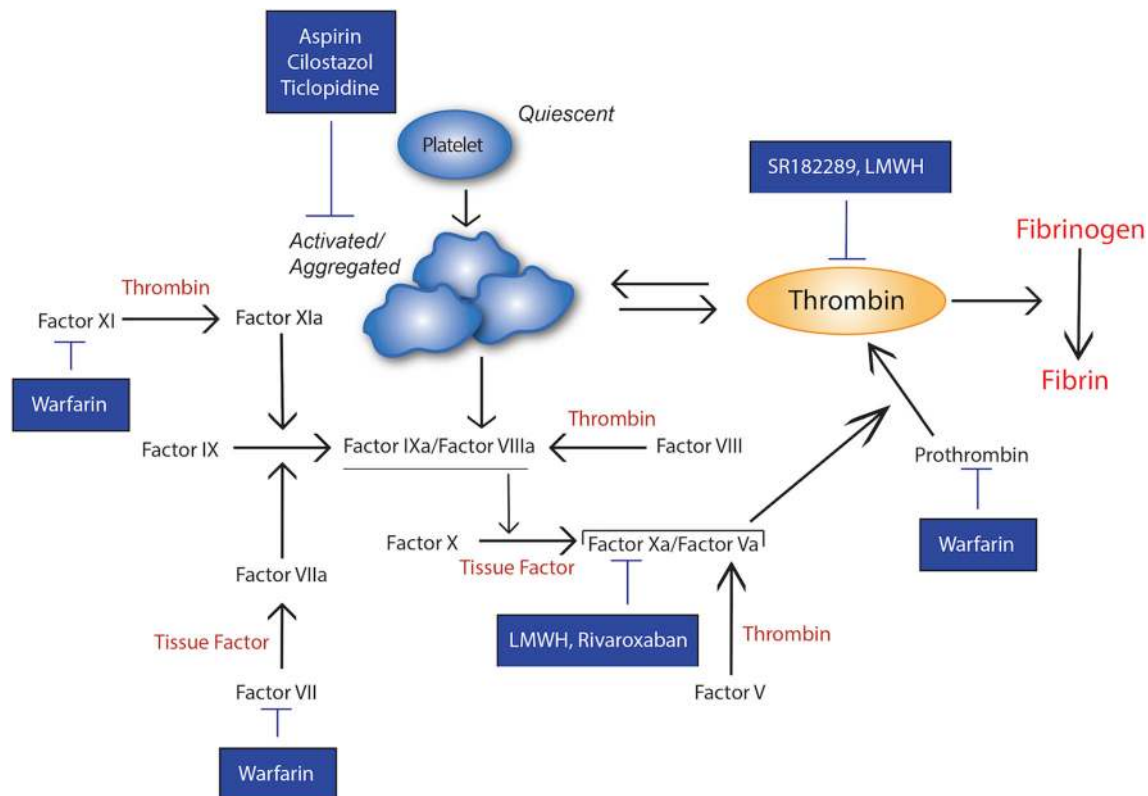 Aspirin
Cilostazol
Ticlopidine
Quiescent
Platelet
SR182289, LMWH
Activated/
Aggregated
Fibrinogen
Thrombin
Thrombin
Factor XI
Factor XIa
Fibrin
Warfarin
Thrombin
Factor IX
Factor IXa/Factor VIIIa
Factor VIII
Prothrombin
Factor X
Factor Xa/Factor Va
Warfarin
Tissue Factor
Factor VIIa
LMWH, Rivaroxaban
Thrombin
Tissue Factor
Factor VII
Factor V
Warfarin